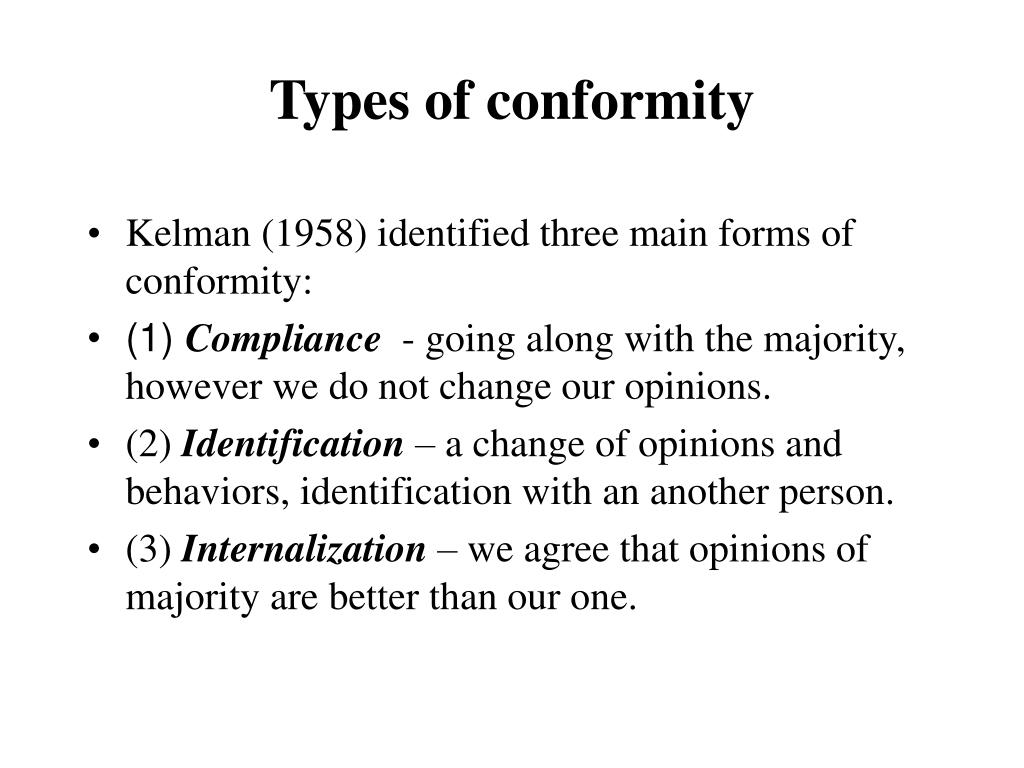 Types of conformity
• Kelman (1958) identified three main forms of
conformity:
• (1) Compliance  - going along with the majority,
however we do not change our opinions.
• (2) Identification – a change of opinions and
behaviors, identification with an another person.
• (3) Internalization – we agree that opinions of
majority are better than our one.